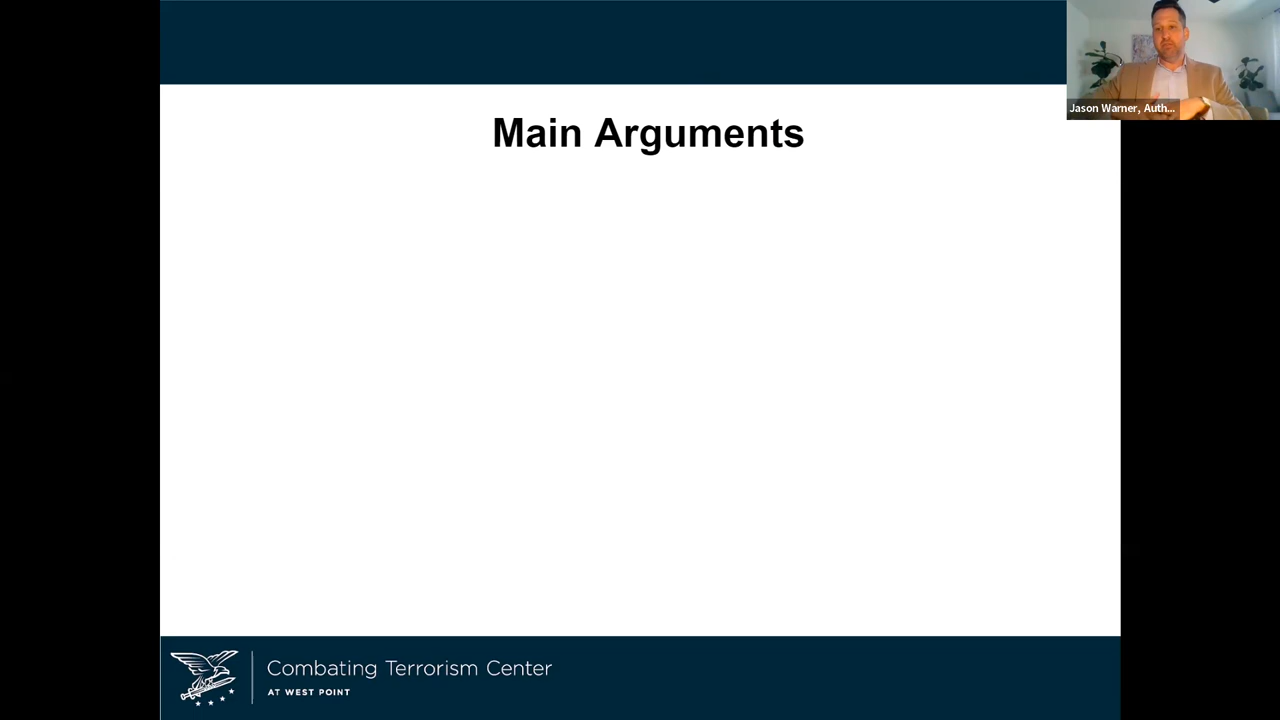 Jason Warner, Auth...
Main Arguments
Combating Terrorism Center
AT WEST POINT